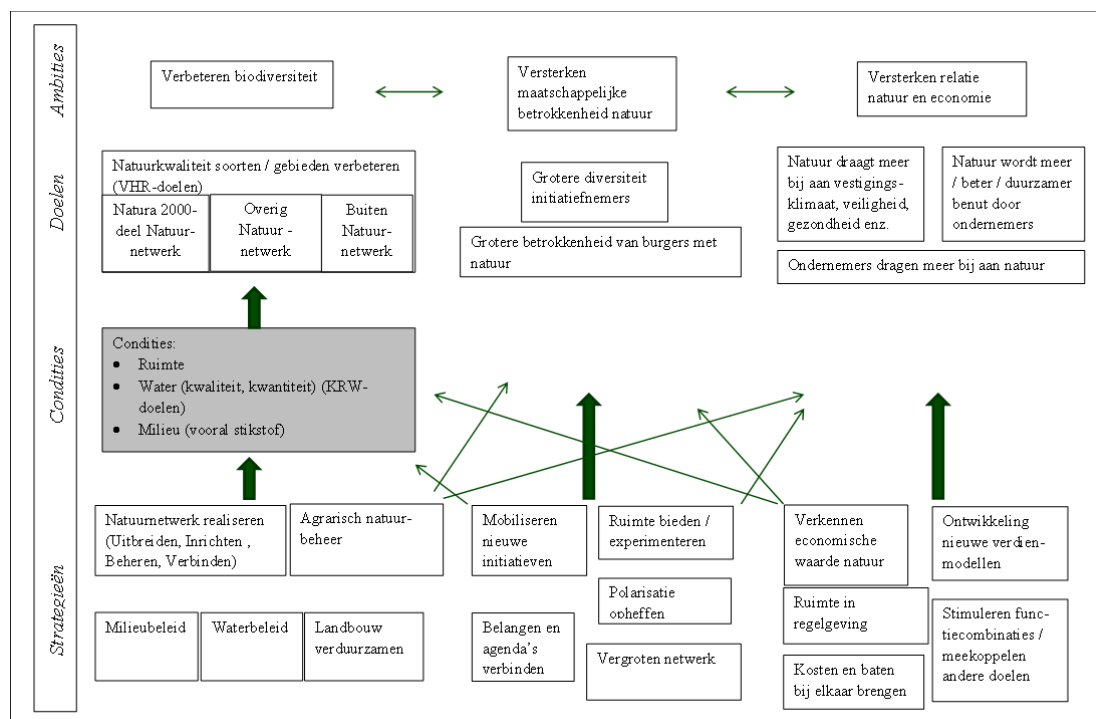 Ambities
Verbeteren biodiversiteit
Versterken
maatschappelijke
betrokkenheid natuur
Versterken relatie
natuur en economie
Doelen
Natuurkwaliteit soorten / gebieden verbeteren
(VHR-doelen)
Natura 2000-
deel Natuur-
netwerk
Overig
Natuur -
netwerk
Buiten
Natuur-
netwerk
Grotere diversiteit
initiatiefnemers
Grotere betrokkenheid van burgers met
natuur
Natuur draagt meer
bij aan vestigings-
klimaat, veiligheid,
gezondheid enz.
Natuur wordt meer
/ beter / duurzamer
benut door
ondernemers
Ondernemers dragen meer bij aan natuur
Condities
Condities:
• Ruimte
• Water (kwaliteit, kwantiteit) (KRW-
doelen)
• Milieu (vooral stikstof)
Strategieën
Natuurnetwerk realiseren
(Uitbreiden, Inrichten ,
Beheren, Verbinden)
Agrarisch natuur-
beheer
Mobiliseren
nieuwe
initiatieven
Ruimte bieden /
experimenteren
Verkennen
economische
waarde natuur
Ontwikkeling
nieuwe verdien-
modellen
Milieubeleid
Waterbeleid
Landbouw
verduurzamen
Belangen en
agenda's
verbinden
Polarisatie
opheffen
Vergroten netwerk
Ruimte in
regelgeving
Kosten en baten
bij elkaar brengen
Stimuleren func-
tiecombinaties /
meekoppelen
andere doelen